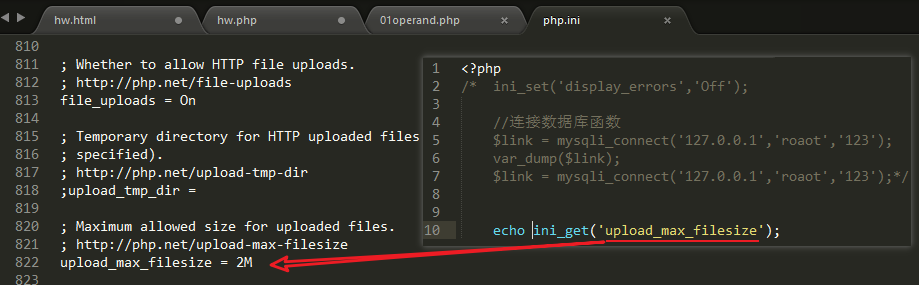 hw.html
hw.php
01operand.php
php.ini
810
811 ; Whether to allow HTTP file uploads.
812 ; http://php.net/file-uploads
813 file_uploads = On
814
815 ; Temporary directory for HTTP uploaded files
816 ; specified).
817 ; http://php.net/upload-tmp-dir
818 ;upload_tmp_dir =
819
820 ; Maximum allowed size for uploaded files.
821 ; http://php.net/upload-max-filesize
822 upload_max_filesize = 2M
823
1 <?php
2 /* ini_set('display_errors','Off');
3
4 //连接数据库函数
5 $link = mysqli_connect('127.0.0.1','roaot','123');
6 var_dump($link);
7 $link = mysqli_connect('127.0.0.1','roaot','123');*/
8
9
10 echo ini_get('upload_max_filesize');